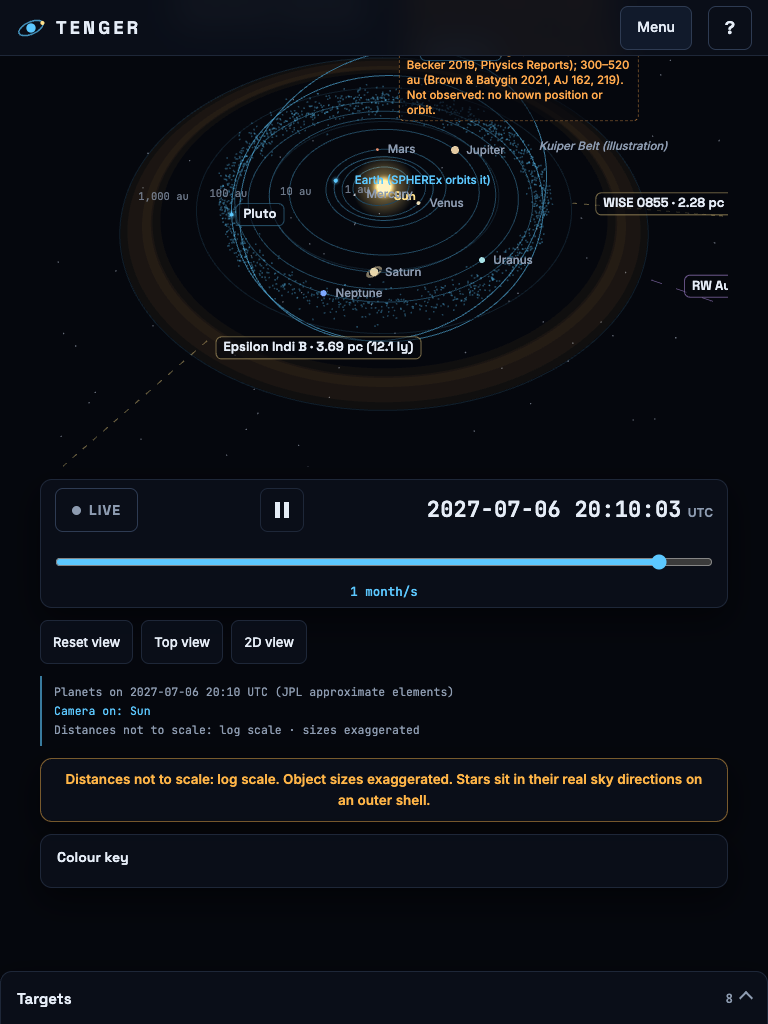 TENGER
Menu
?
Becker 2019, Physics Reports); 300–520
au (Brown & Batygin 2021, AJ 162, 219).
Not observed: no known position or
orbit.
Mars
Jupiter
Kuiper Belt (illustration)
Earth (SPHEREx orbits it)
1,000 au
100 au
10 au
1 au
Mercury
Sun
Venus
WISE 0855 · 2.28 pc
Pluto
Uranus
Saturn
RW Au
Neptune
Epsilon Indi B · 3.69 pc (12.1 ly)
LIVE
2027-07-06 20:10:03 UTC
1 month/s
Reset view
Top view
2D view
Planets on 2027-07-06 20:10 UTC (JPL approximate elements)
Camera on: Sun
Distances not to scale: log scale · sizes exaggerated
Distances not to scale: log scale. Object sizes exaggerated. Stars sit in their real sky directions on
an outer shell.
Colour key
Targets
8